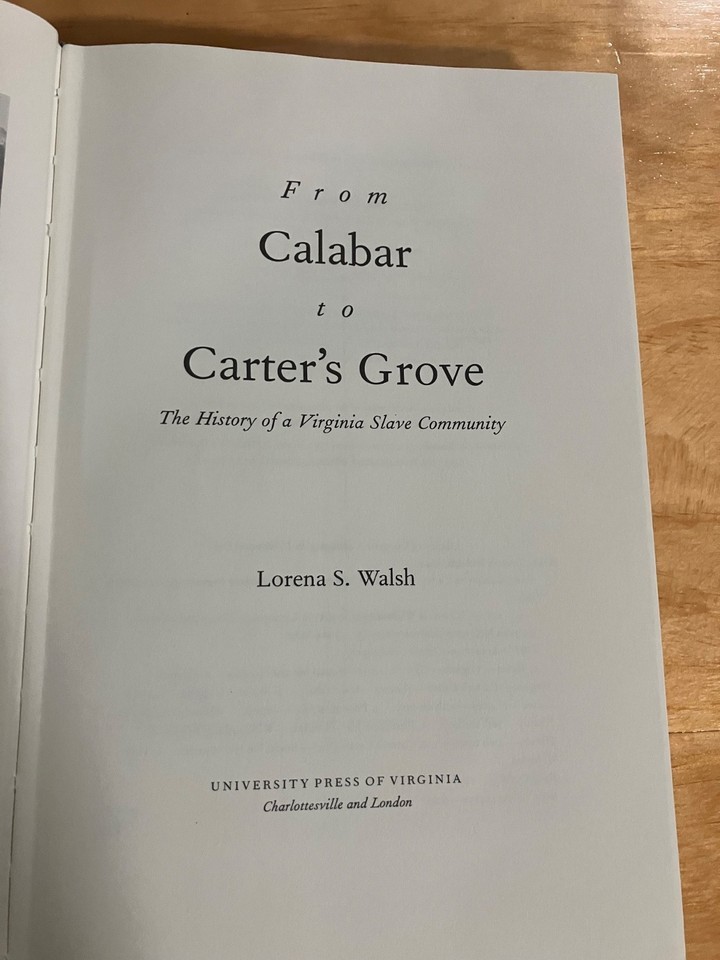 From
Calabar
to
Carter's Grove
The History of a Virginia Slave Community
Lorena S. Walsh
UNIVERSITY PRESS OF VIRGINIA
Charlottesville and London